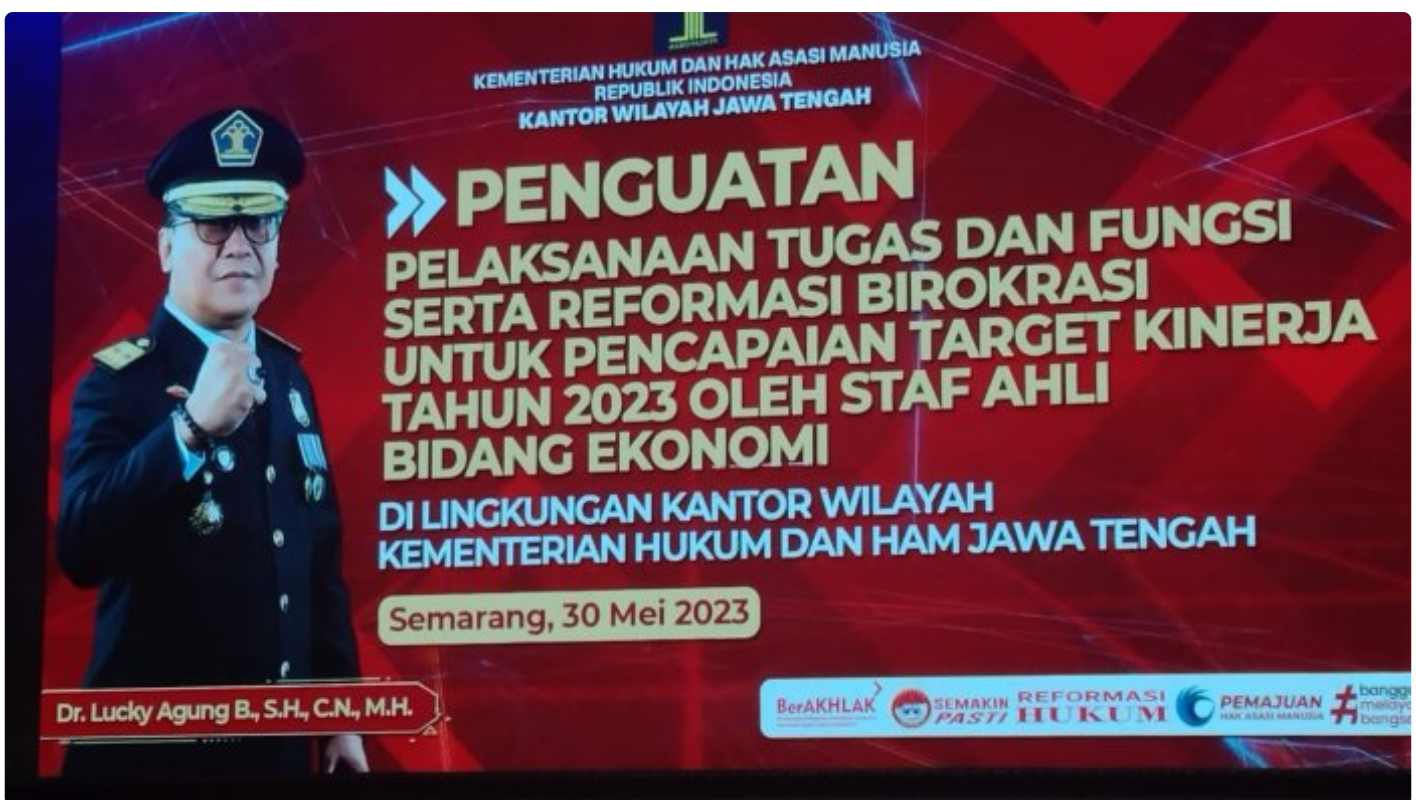 KEMENTERIAN HUKUM DAN HAK ASASI MANUSIA
REPUBLIK INDONESIA
KANTOR WILAYAH JAWA TENGAH
PENGUATAN
PELAKSANAAN TUGAS DAN FUNGSI
SERTA REFORMASI BIROKRASI
UNTUK PENCAPAIAN TARGET KINERJA
TAHUN 2023 OLEH STAF AHLI
BIDANG EKONOMI
DI LINGKUNGAN KANTOR WILAYAH
KEMENTERIAN HUKUM DAN HAM JAWA TENGAH
Semarang, 30 Mei 2023
Dr. Lucky Agung B., S.H., C.N., M.H.
BerAKHLAK
SEMAKIN
PASTI
REFORMASI
HUKUM
PEMAJUAN
HAK ASASI MANUSIA
#
bangga
melaya
bangsa